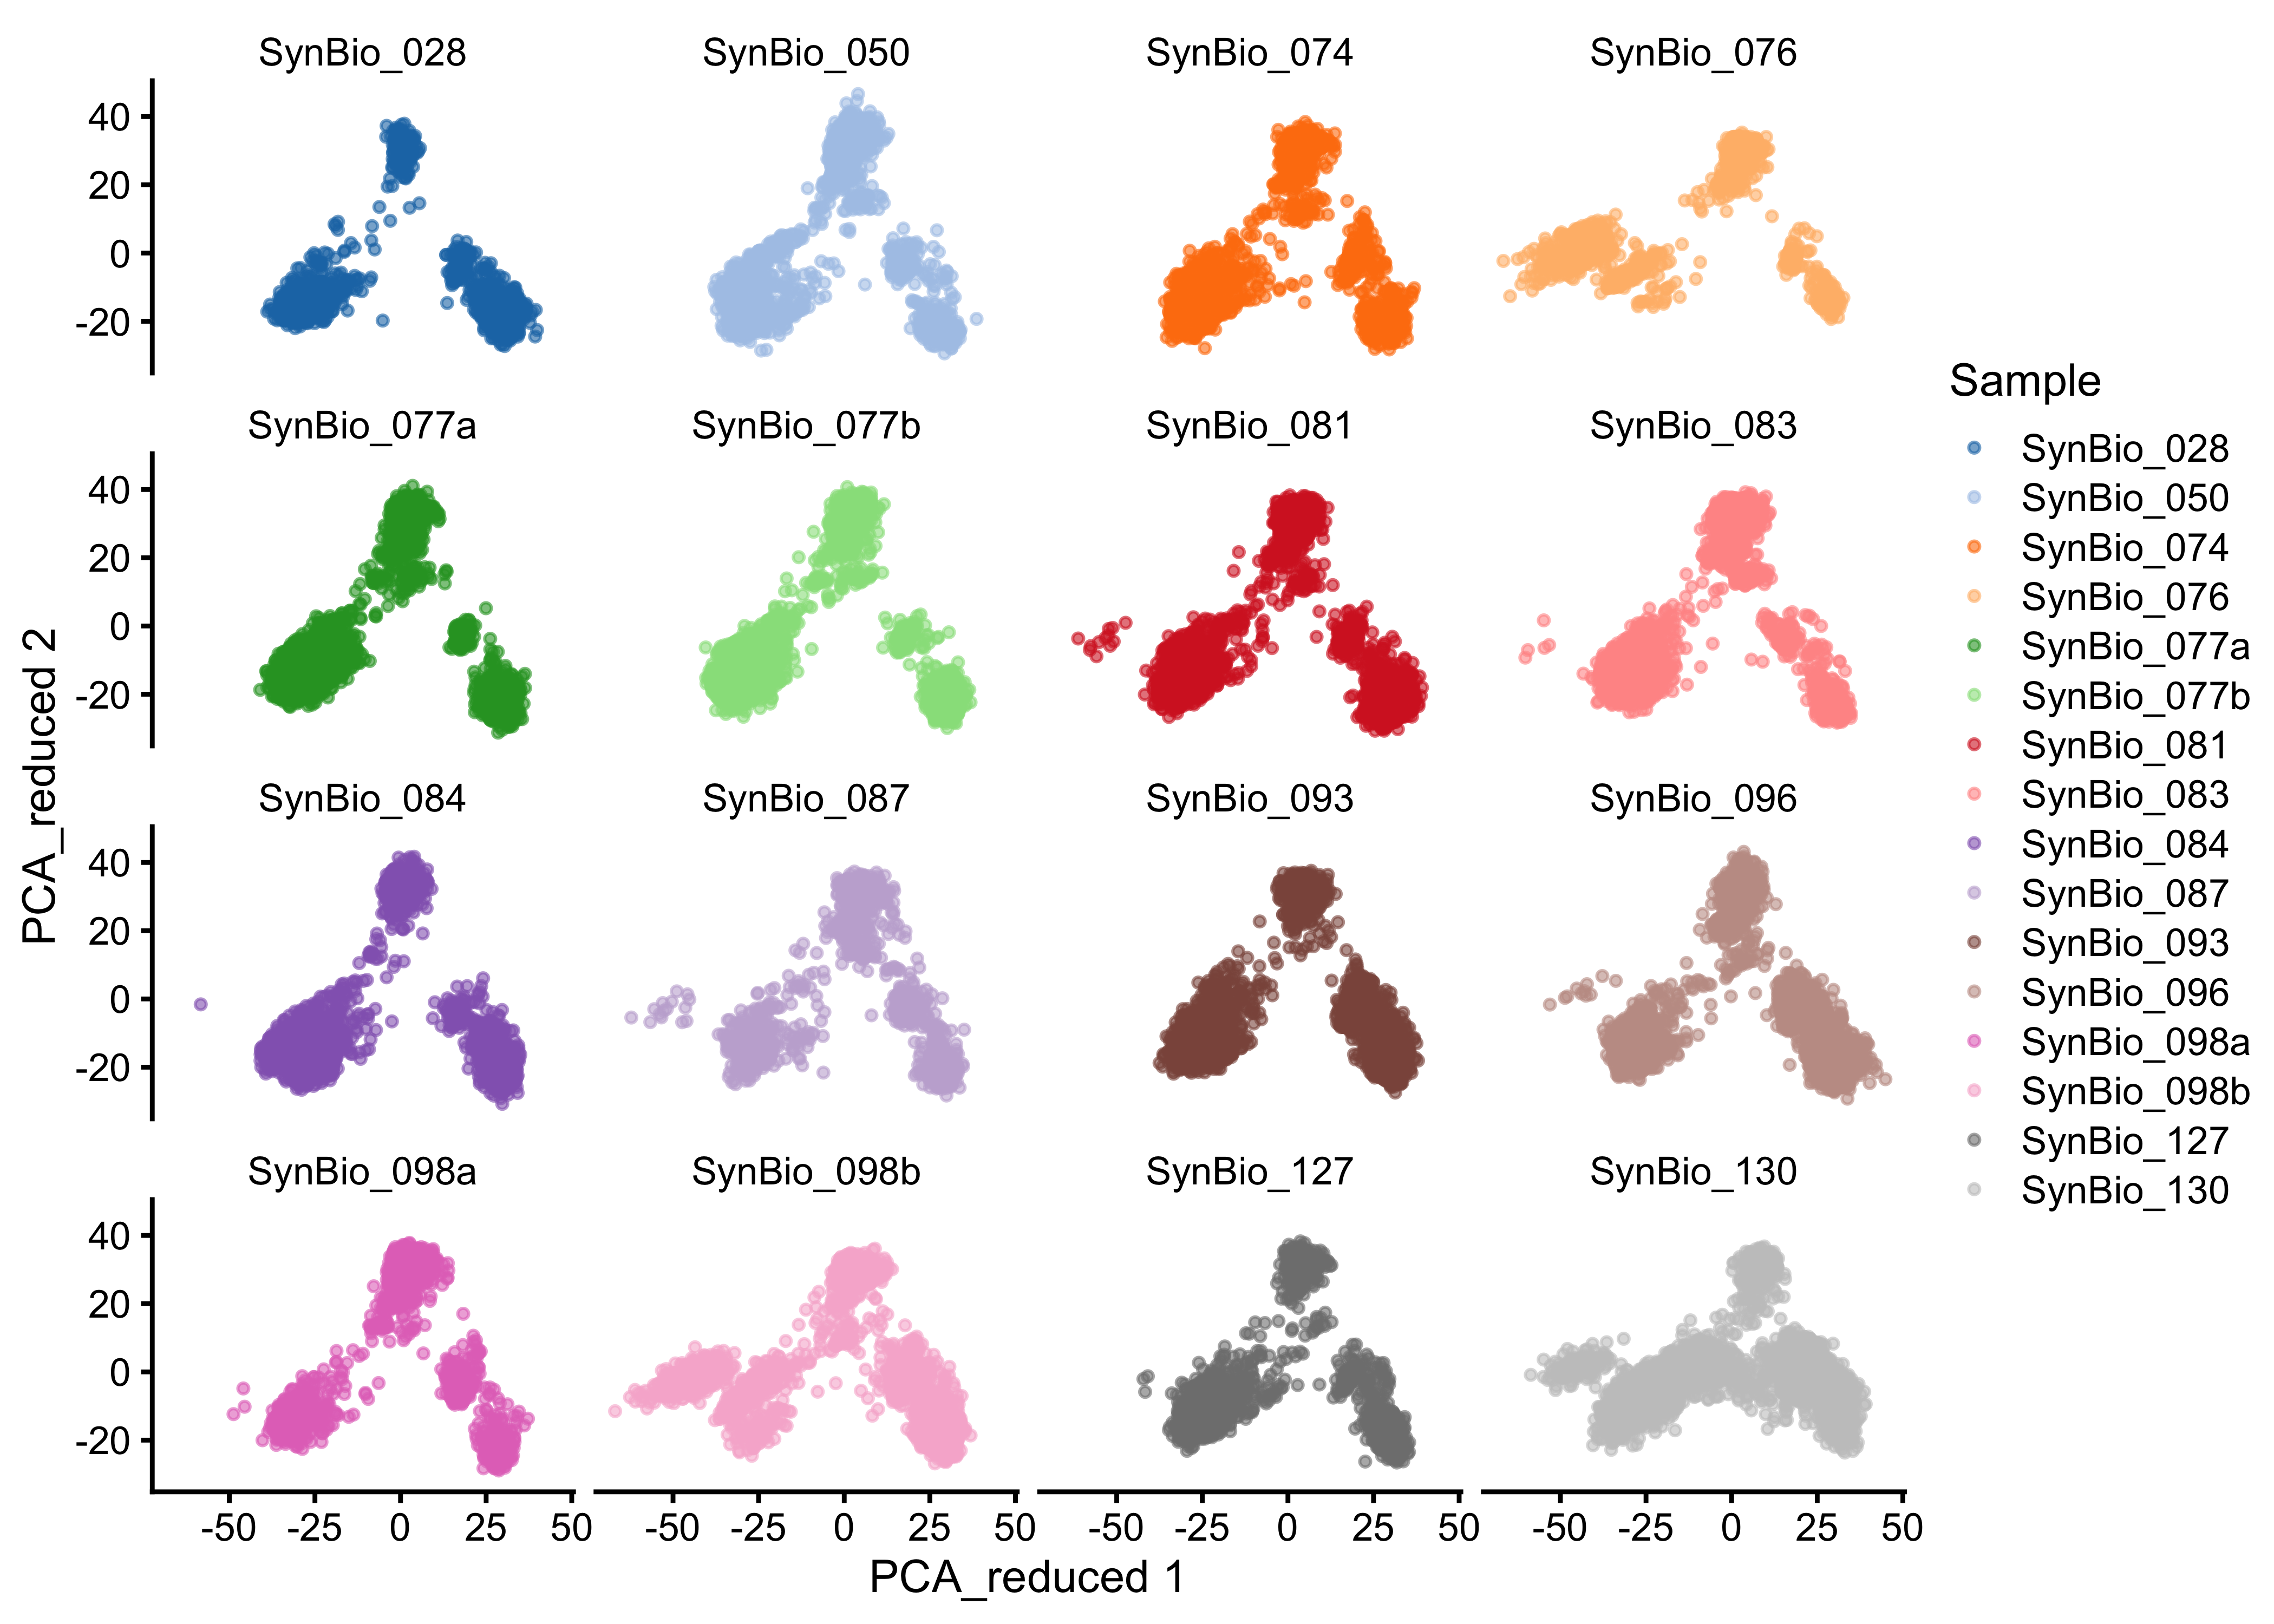 SynBio_028 SynBio_050 SynBio_074 SynBio_076
40
20
0
-20
SynBio_077a SynBio_077b SynBio_081 SynBio_083
40
20
0
-20
SynBio_084 SynBio_087 SynBio_093 SynBio_096
40
20
0
-20
SynBio_098a SynBio_098b SynBio_127 SynBio_130
40
20
0
-20
-50 -25 0 25 50 -50 -25 0 25 50 -50 -25 0 25 50 -50 -25 0 25 50
PCA_reduced 1
PCA_reduced 2
Sample
SynBio_028
SynBio_050
SynBio_074
SynBio_076
SynBio_077a
SynBio_077b
SynBio_081
SynBio_083
SynBio_084
SynBio_087
SynBio_093
SynBio_096
SynBio_098a
SynBio_098b
SynBio_127
SynBio_130